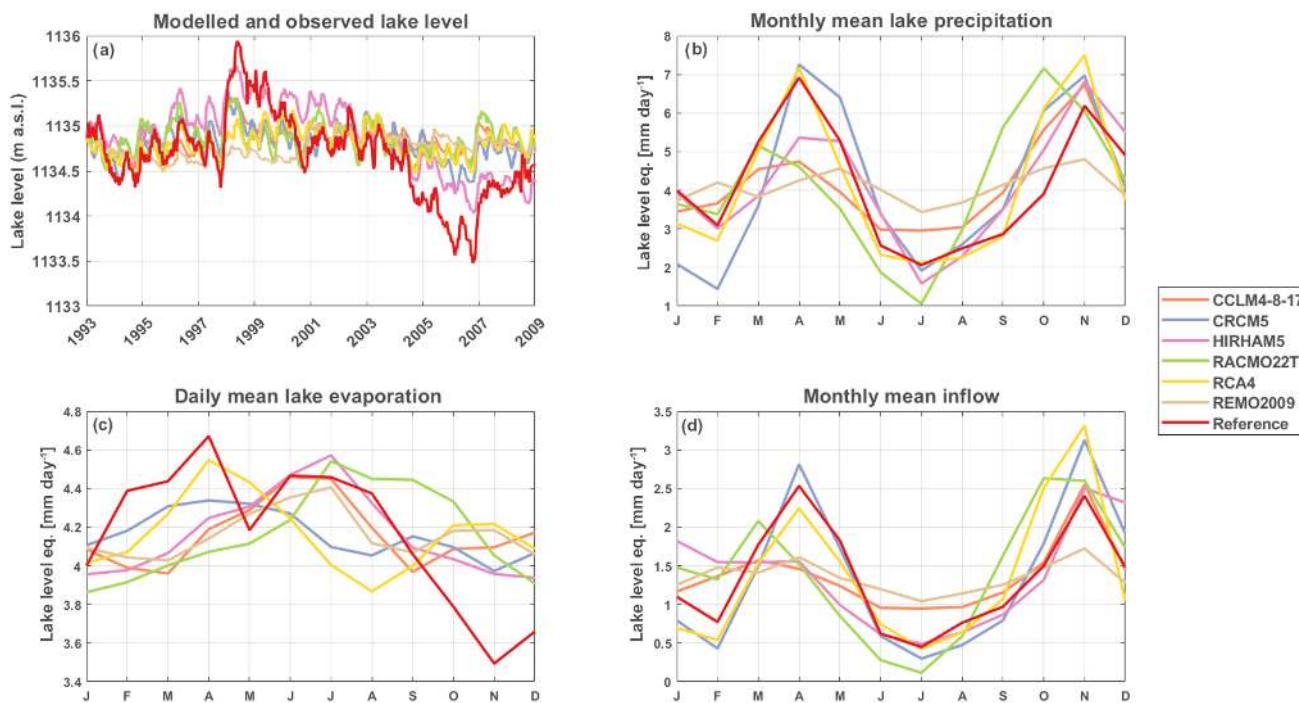 Modelled and observed lake level
(a)
Lake level (m a.s.l.)
1136
1135.5
1135
1134.5
1134
1133.5
1133
1993
1995
1997
1999
2001
2003
2005
2007
2009
Monthly mean lake precipitation
(b)
Lake level eq. [mm day⁻¹]
8
7
6
5
4
3
2
1
J F M A M J J A S O N D
CCLM4-8-17
CRCM5
HIRHAM5
RACMO22T
RCA4
REMO2009
Reference
Daily mean lake evaporation
(c)
Lake level eq. [mm day⁻¹]
4.8
4.6
4.4
4.2
4
3.8
3.6
3.4
J F M A M J J A S O N D
Monthly mean inflow
(d)
Lake level eq. [mm day⁻¹]
3.5
3
2.5
2
1.5
1
0.5
0
J F M A M J J A S O N D